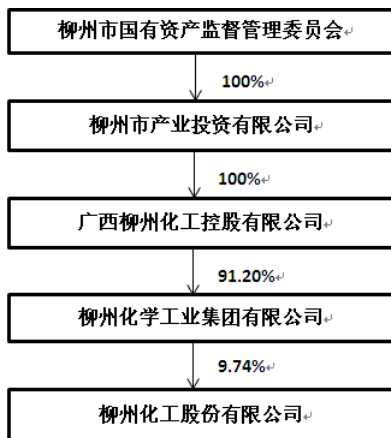 柳州市国有资产监督管理委员会
100%
柳州市产业投资有限公司
100%
广西柳州化工控股有限公司
91.20%
柳州化学工业集团有限公司
9.74%
柳州化工股份有限公司